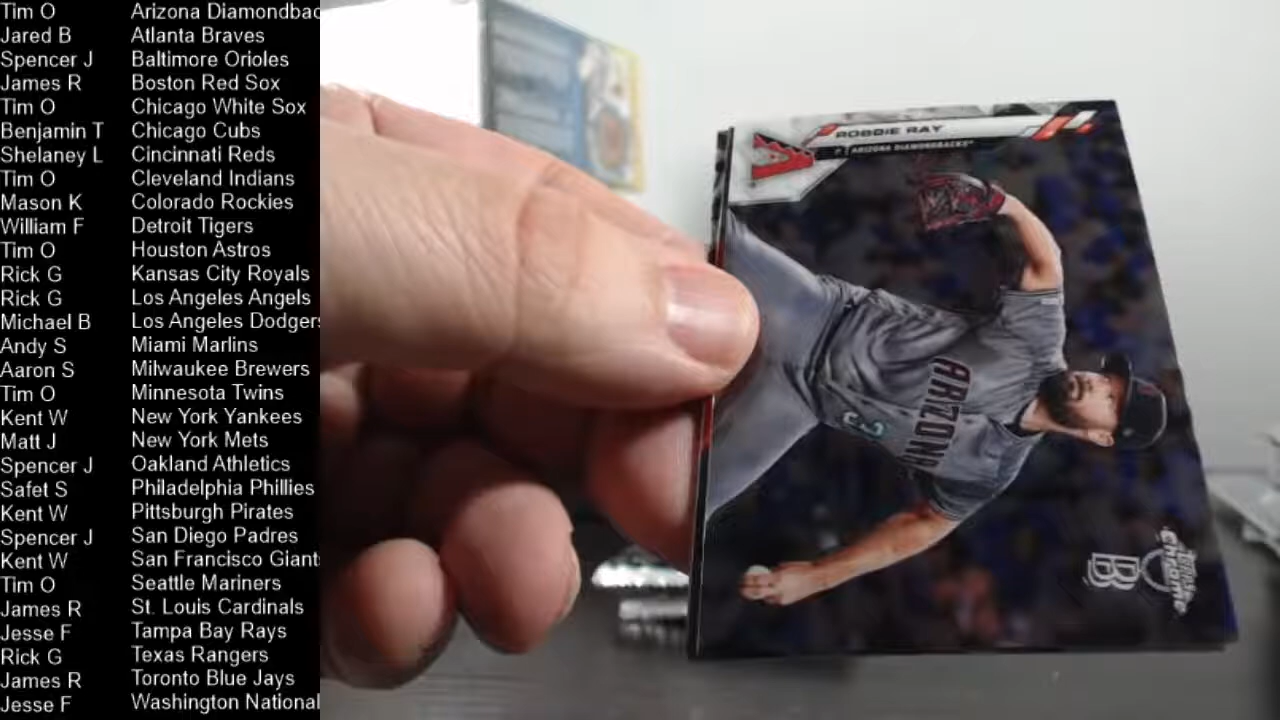 Tim O Arizona Diamondbac
Jared B Atlanta Braves
Spencer J Baltimore Orioles
James R Boston Red Sox
Tim O Chicago White Sox
Benjamin T Chicago Cubs
Shelaney L Cincinnati Reds
Tim O Cleveland Indians
Mason K Colorado Rockies
William F Detroit Tigers
Tim O Houston Astros
Rick G Kansas City Royals
Rick G Los Angeles Angels
Michael B Los Angeles Dodgers
Andy S Miami Marlins
Aaron S Milwaukee Brewers
Tim O Minnesota Twins
Kent W New York Yankees
Matt J New York Mets
Spencer J Oakland Athletics
Safet S Philadelphia Phillies
Kent W Pittsburgh Pirates
Spencer J San Diego Padres
Kent W San Francisco Giants
Tim O Seattle Mariners
James R St. Louis Cardinals
Jesse F Tampa Bay Rays
Rick G Texas Rangers
James R Toronto Blue Jays
Jesse F Washington National
ROBBIE RAY
P ARIZONA DIAMONDBACKS
ARIZONA
3
Topps
Chrome
B